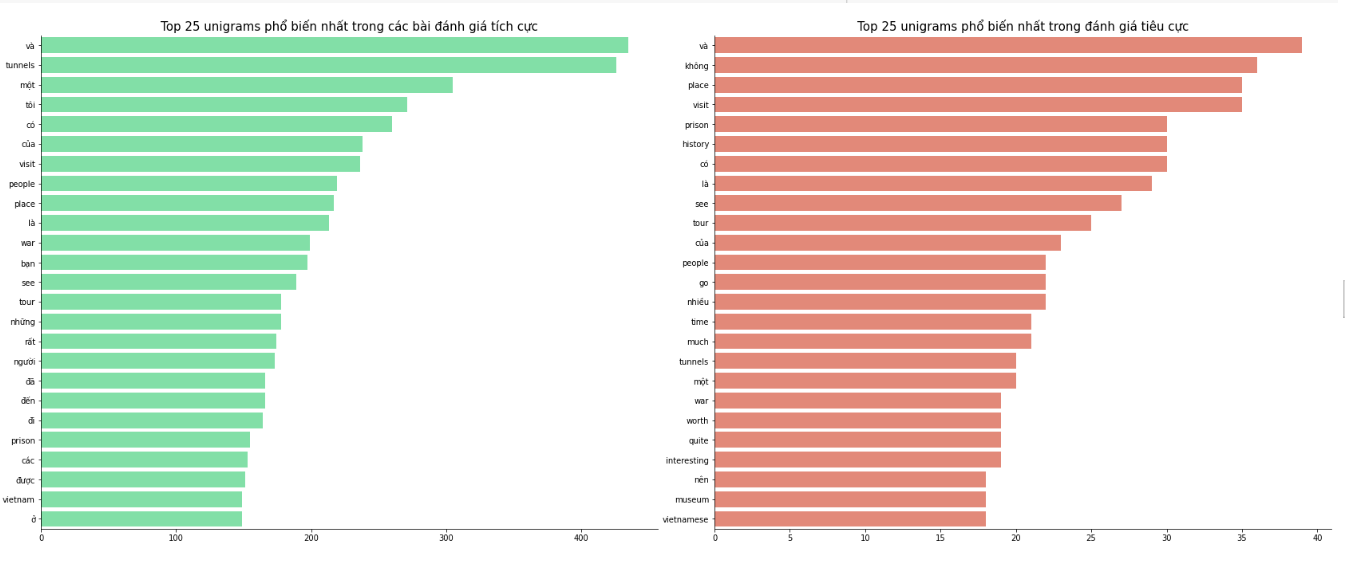 Top 25 unigrams phổ biến nhất trong các bài đánh giá tích cực
và
tunnels
một
tôi
có
của
visit
people
place
là
war
bạn
see
tour
những
rất
người
đã
đến
đi
prison
các
được
vietnam
ở
0 100 200 300 400
Top 25 unigrams phổ biến nhất trong đánh giá tiêu cực
và
không
place
visit
prison
history
có
là
see
tour
của
people
go
nhiều
time
much
tunnels
một
war
worth
quite
interesting
nên
museum
vietnamese
0 5 10 15 20 25 30 35 40